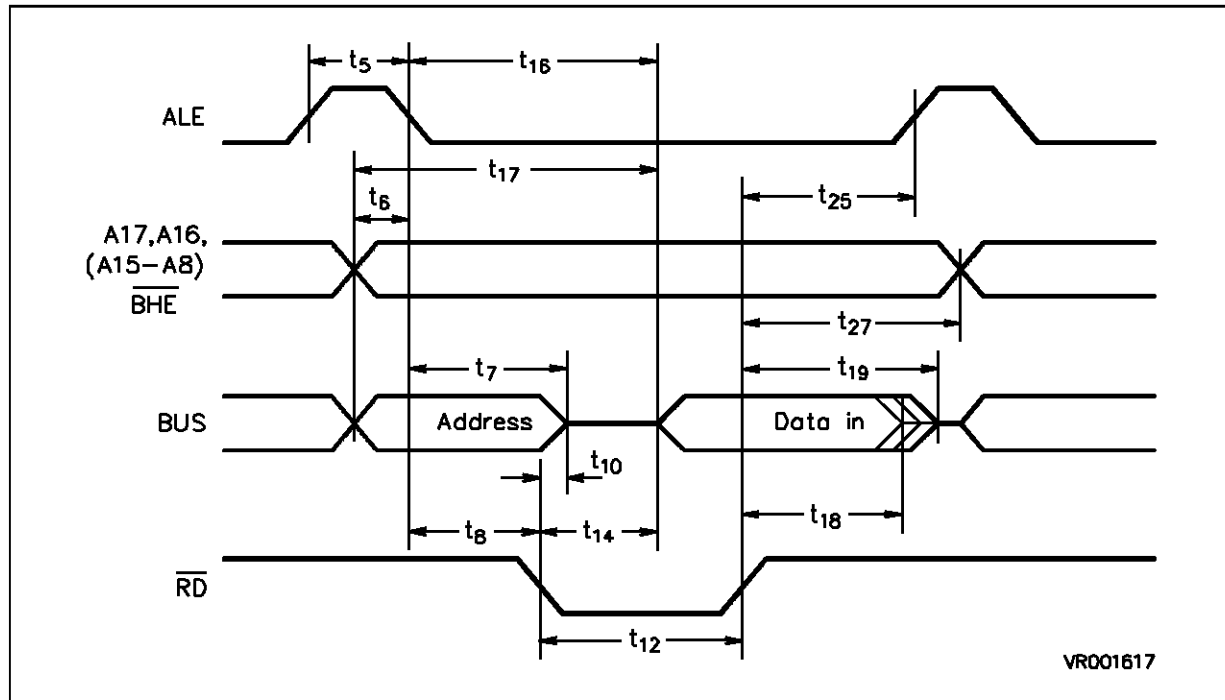 t5
t16
ALE
t17
t6
t25
A17,A16,
(A15–A8)
BHE
t27
t7
t19
BUS
Address
Data in
t10
t18
t8
t14
RD
t12
VR001617